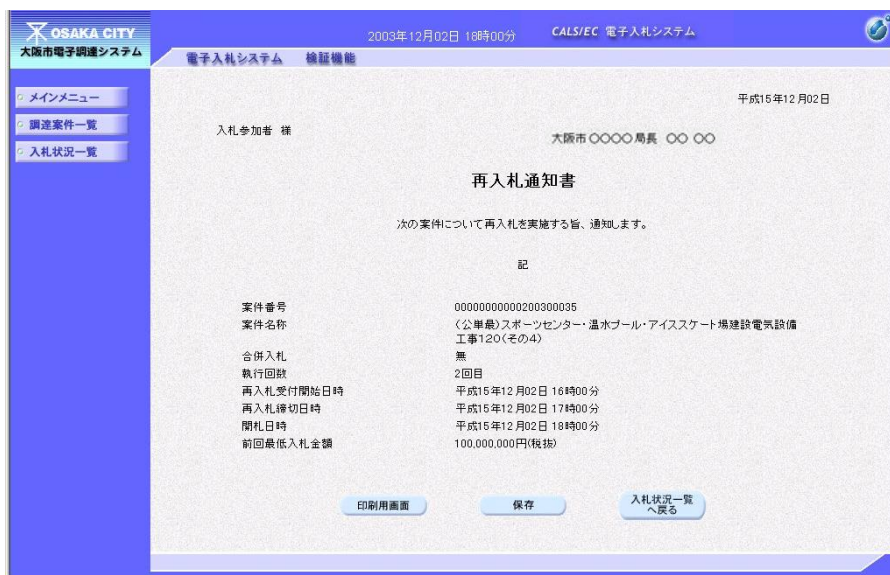 OSAKA CITY
大阪市電子調達システム
2003年12月02日 18時00分
CALS/EC 電子入札システム
電子入札システム 検証機能
メインメニュー
調達案件一覧
入札状況一覧
平成15年12月02日
入札参加者 様
大阪市○○○○局長 ○○ ○○
再入札通知書
次の案件について再入札を実施する旨、通知します。
記
案件番号 00000000000200300035
案件名称 (公単最)スポーツセンター・温水プール・アイススケート場建設電気設備
工事120(その4)
合併入札 無
執行回数 2回目
再入札受付開始日時 平成15年12月02日 16時00分
再入札締切日時 平成15年12月02日 17時00分
開札日時 平成15年12月02日 18時00分
前回最低入札金額 100,000,000円(税抜)
印刷用画面
保存
入札状況一覧
へ戻る